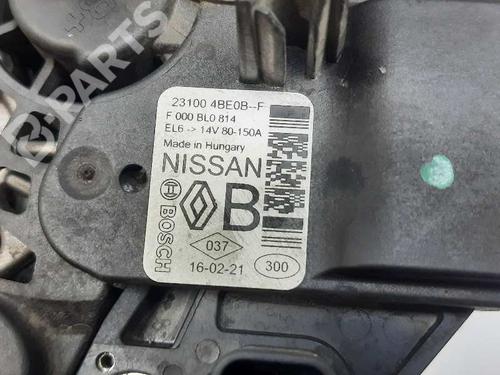 B PARTS
23100 4BE0B--F
F 000 BL0 814
EL6 -> 14V 80-150A
Made in Hungary
NISSAN
BOSCH
B
037
16-02-21
300